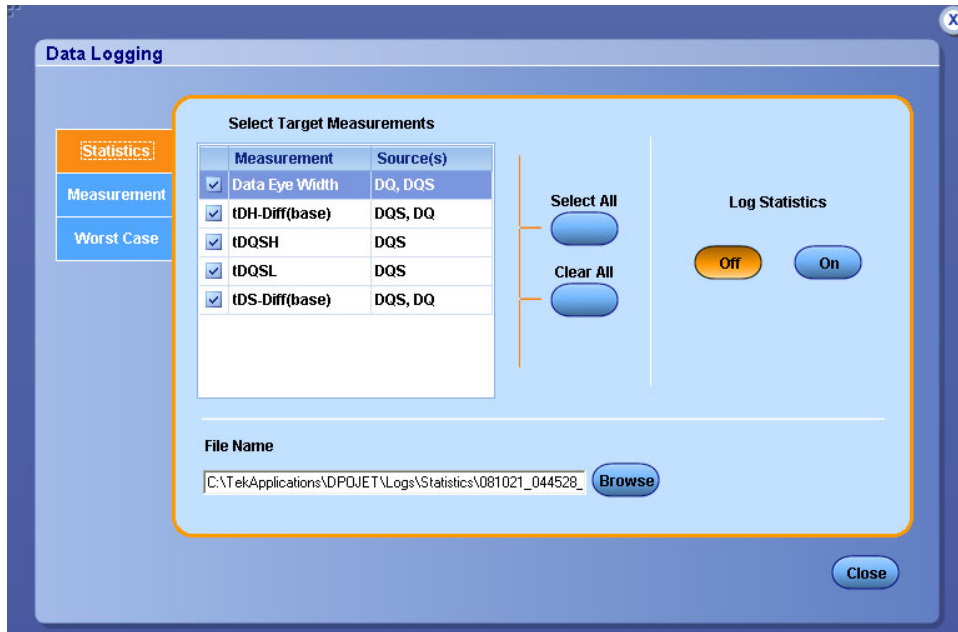 X
Data Logging
Statistics
Measurement
Worst Case
Select Target Measurements
Measurement Source(s)
Data Eye Width DQ, DQS
tDH-Diff(base) DQS, DQ
tDQSH DQS
tDQSL DQS
tDS-Diff(base) DQS, DQ
Select All
Clear All
Log Statistics
Off On
File Name
C:\TekApplications\DPOJET\Logs\Statistics\081021_044528_ Browse
Close